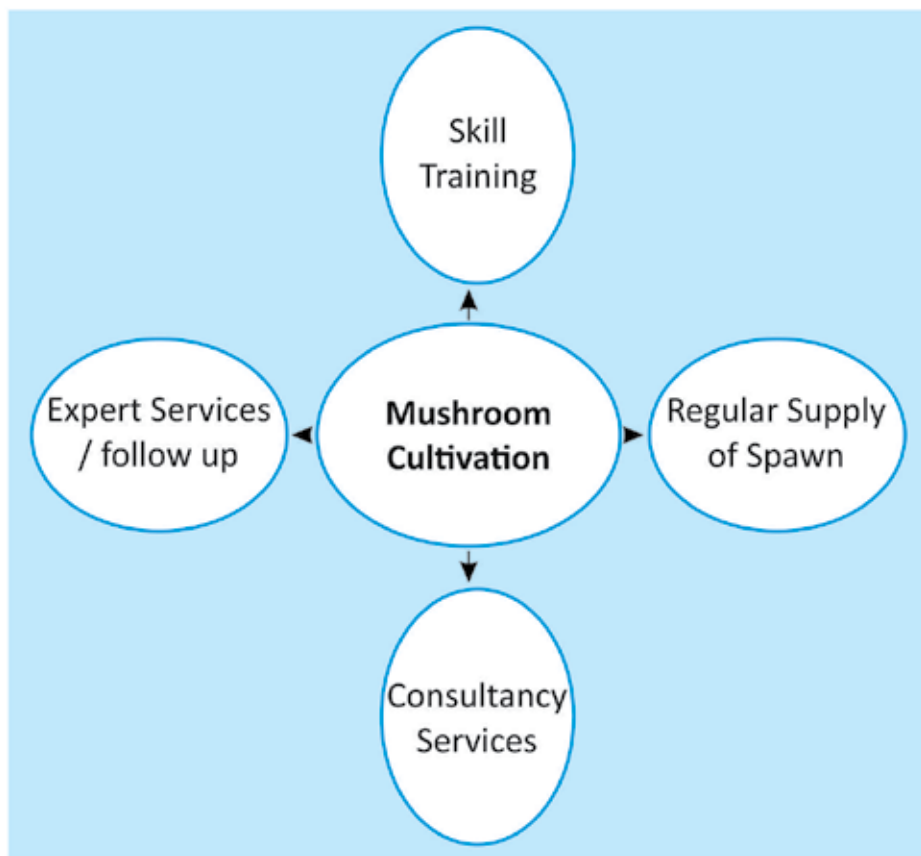 Skill
Training
Expert Services
/ follow up
Mushroom
Cultivation
Regular Supply
of Spawn
Consultancy
Services